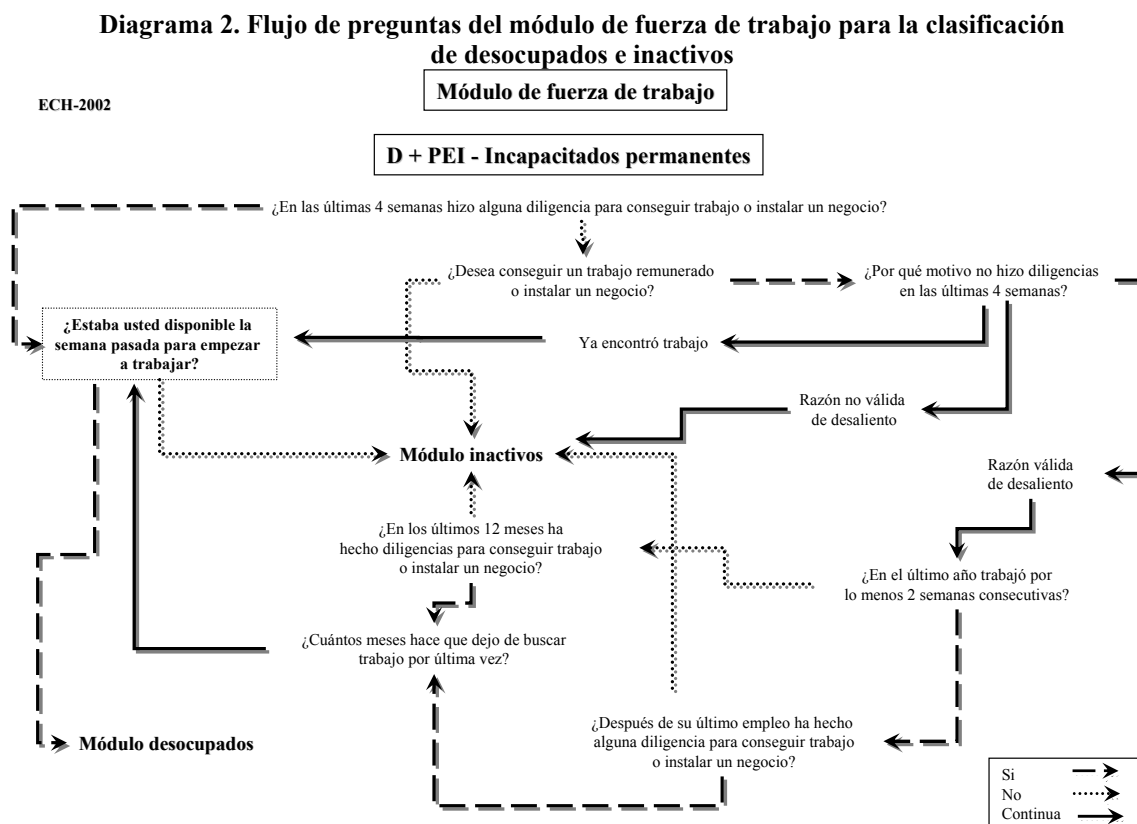 Diagrama 2. Flujo de preguntas del módulo de fuerza de trabajo para la clasificación
de desocupados e inactivos
Módulo de fuerza de trabajo
ECH-2002
D + PEI - Incapacitados permanentes
¿En las últimas 4 semanas hizo alguna diligencia para conseguir trabajo o instalar un negocio?
¿Desea conseguir un trabajo remunerado
o instalar un negocio?
¿Por qué motivo no hizo diligencias
en las últimas 4 semanas?
¿Estaba usted disponible la
semana pasada para empezar
a trabajar?
Ya encontró trabajo
Razón no válida
de desaliento
Módulo inactivos
Razón válida
de desaliento
¿En los últimos 12 meses ha
hecho diligencias para conseguir trabajo
o instalar un negocio?
¿En el último año trabajó por
lo menos 2 semanas consecutivas?
¿Cuántos meses hace que dejo de buscar
trabajo por última vez?
¿Después de su último empleo ha hecho
alguna diligencia para conseguir trabajo
o instalar un negocio?
Módulo desocupados
Si
No
Continua